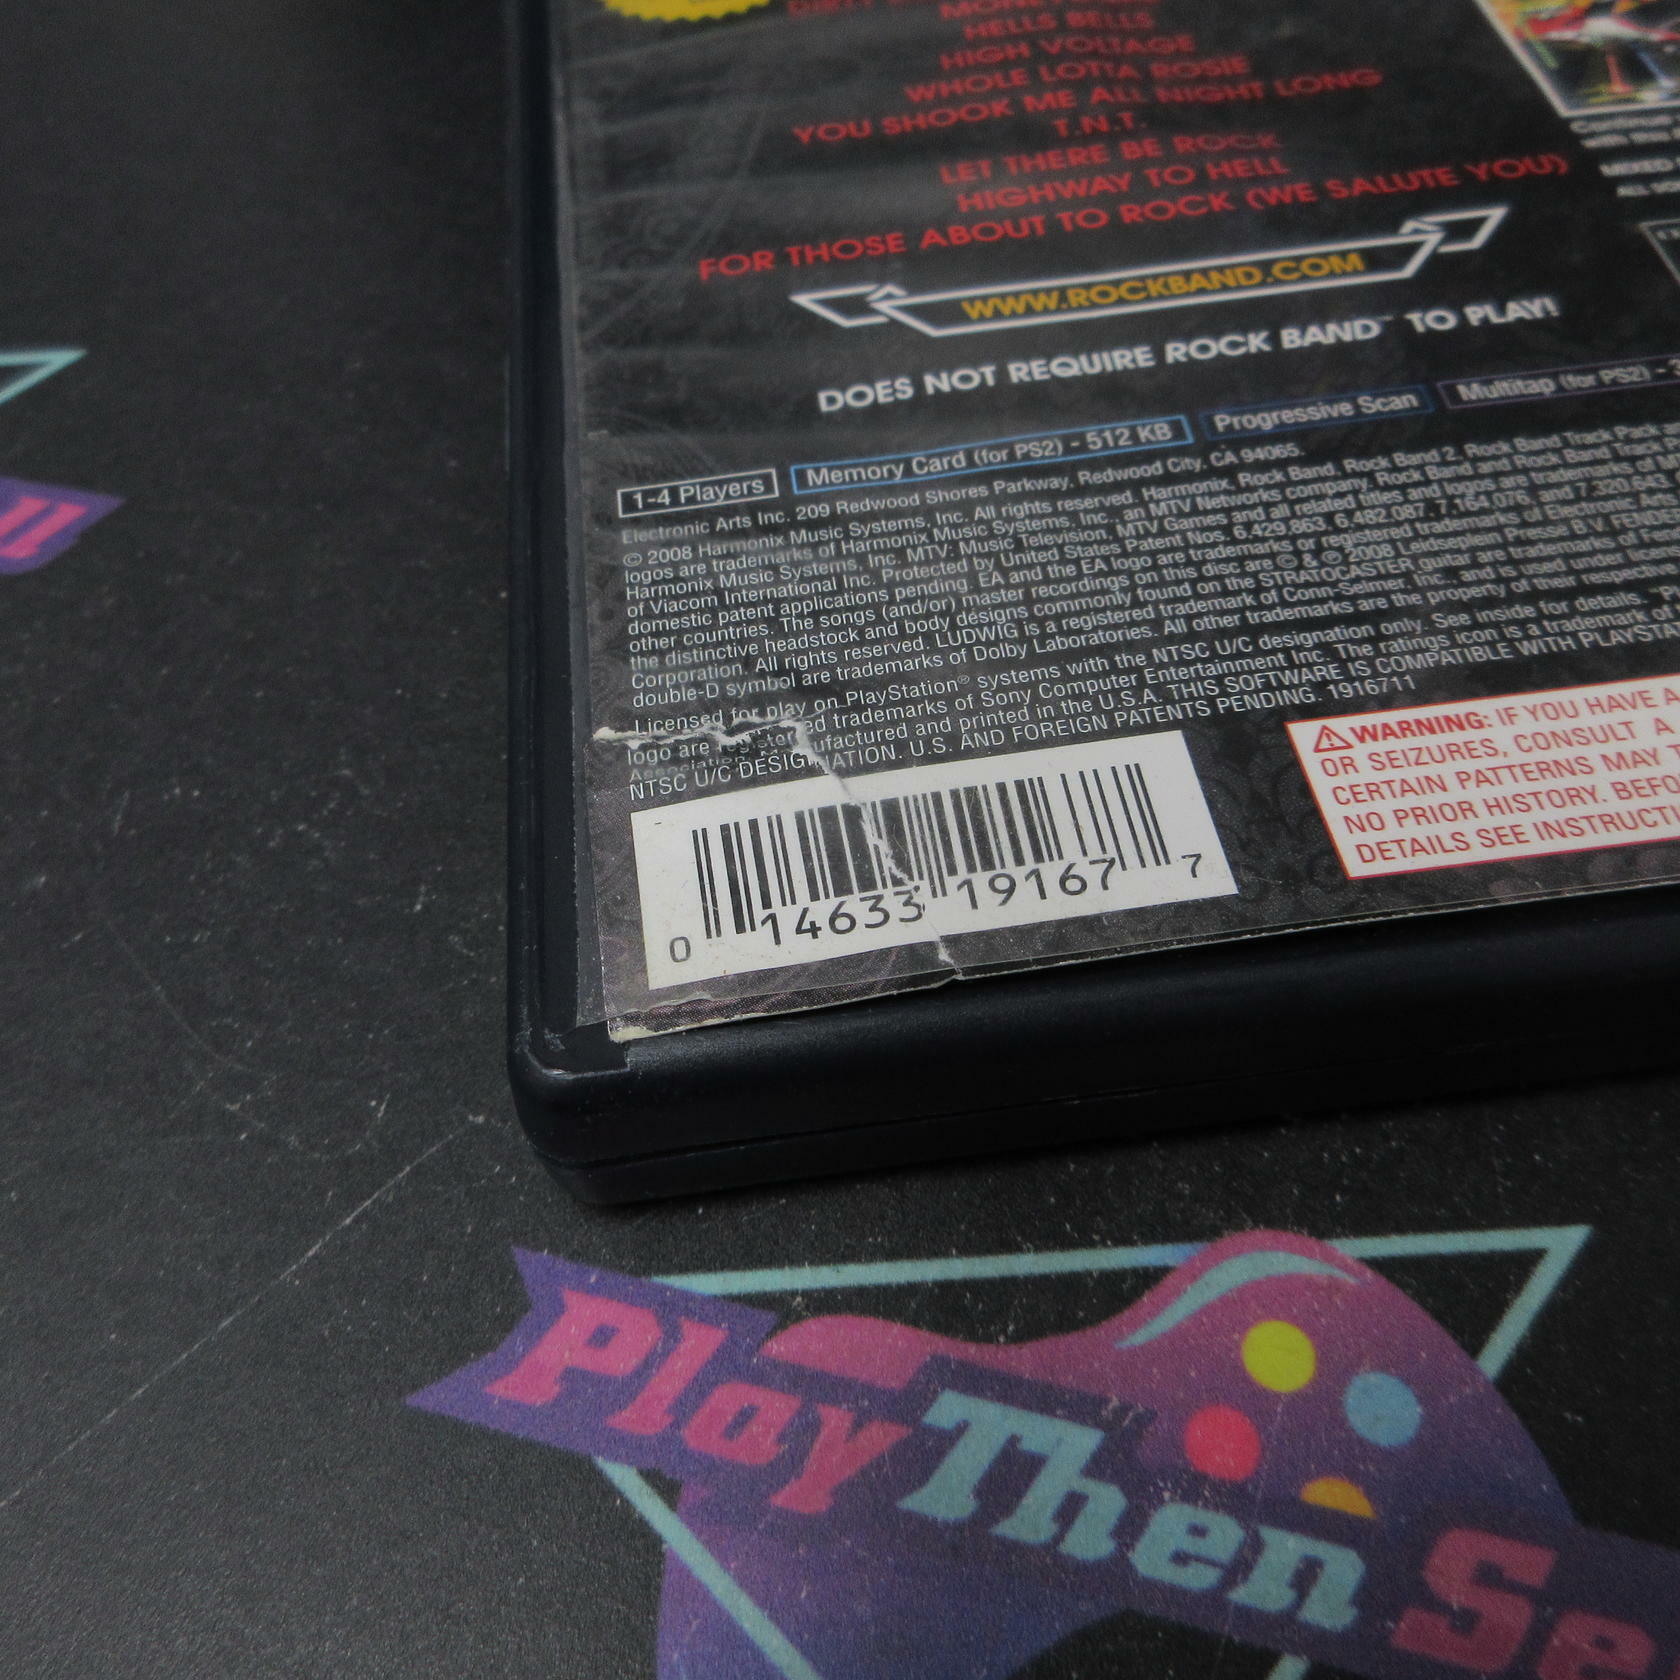 HELLS BELLS
HIGH VOLTAGE
WHOLE LOTTA ROSIE
YOU SHOOK ME ALL NIGHT LONG
T.N.T.
LET THERE BE ROCK
HIGHWAY TO HELL
FOR THOSE ABOUT TO ROCK (WE SALUTE YOU)
WWW.ROCKBAND.COM
DOES NOT REQUIRE ROCK BAND™ TO PLAY!
1-4 Players
Memory Card (for PS2) - 512 KB
Progressive Scan
Multitap (for PS2) - 3
Electronic Arts Inc. 209 Redwood Shores Parkway, Redwood City, CA 94065.
© 2008 Harmonix Music Systems, Inc. All rights reserved. Harmonix, Rock Band, Rock Band 2, Rock Band Track Pack
logos are trademarks of Harmonix Music Systems, Inc., an MTV Networks company. Rock Band and Rock Band Track
Harmonix Music Systems, Inc. MTV: Music Television, MTV Games and all related titles and logos are trademarks of
of Viacom International Inc. Protected by United States Patent Nos. 6,429,863, 6,482,087, 7,164,076, and 7,320,643.
domestic patent applications pending. EA and the EA logo are trademarks or registered trademarks of Electronic
other countries. The songs (and/or) master recordings on this disc are © & ℗ 2008 Leidseplein Presse B.V. FENDER
the distinctive headstock and body designs commonly found on the STRATOCASTER guitar are trademarks of
Corporation. All rights reserved. LUDWIG is a registered trademark of Conn-Selmer, Inc., and is used under
double-D symbol are trademarks of Dolby Laboratories. All other trademarks are the property of their
Licensed for play on PlayStation® systems with the NTSC U/C designation only. See inside for details.
logo are registered trademarks of Sony Computer Entertainment Inc. The ratings icon is a trademark of
Association. Manufactured and printed in the U.S.A. THIS SOFTWARE IS COMPATIBLE WITH
NTSC U/C DESIGNATION. U.S. AND FOREIGN PATENTS PENDING. 1916711
0 14633 19167 7
WARNING: IF YOU HAVE
OR SEIZURES, CONSULT A
CERTAIN PATTERNS MAY
NO PRIOR HISTORY. BEFO
DETAILS SEE INSTRUCTI
ll
PlayThenSe